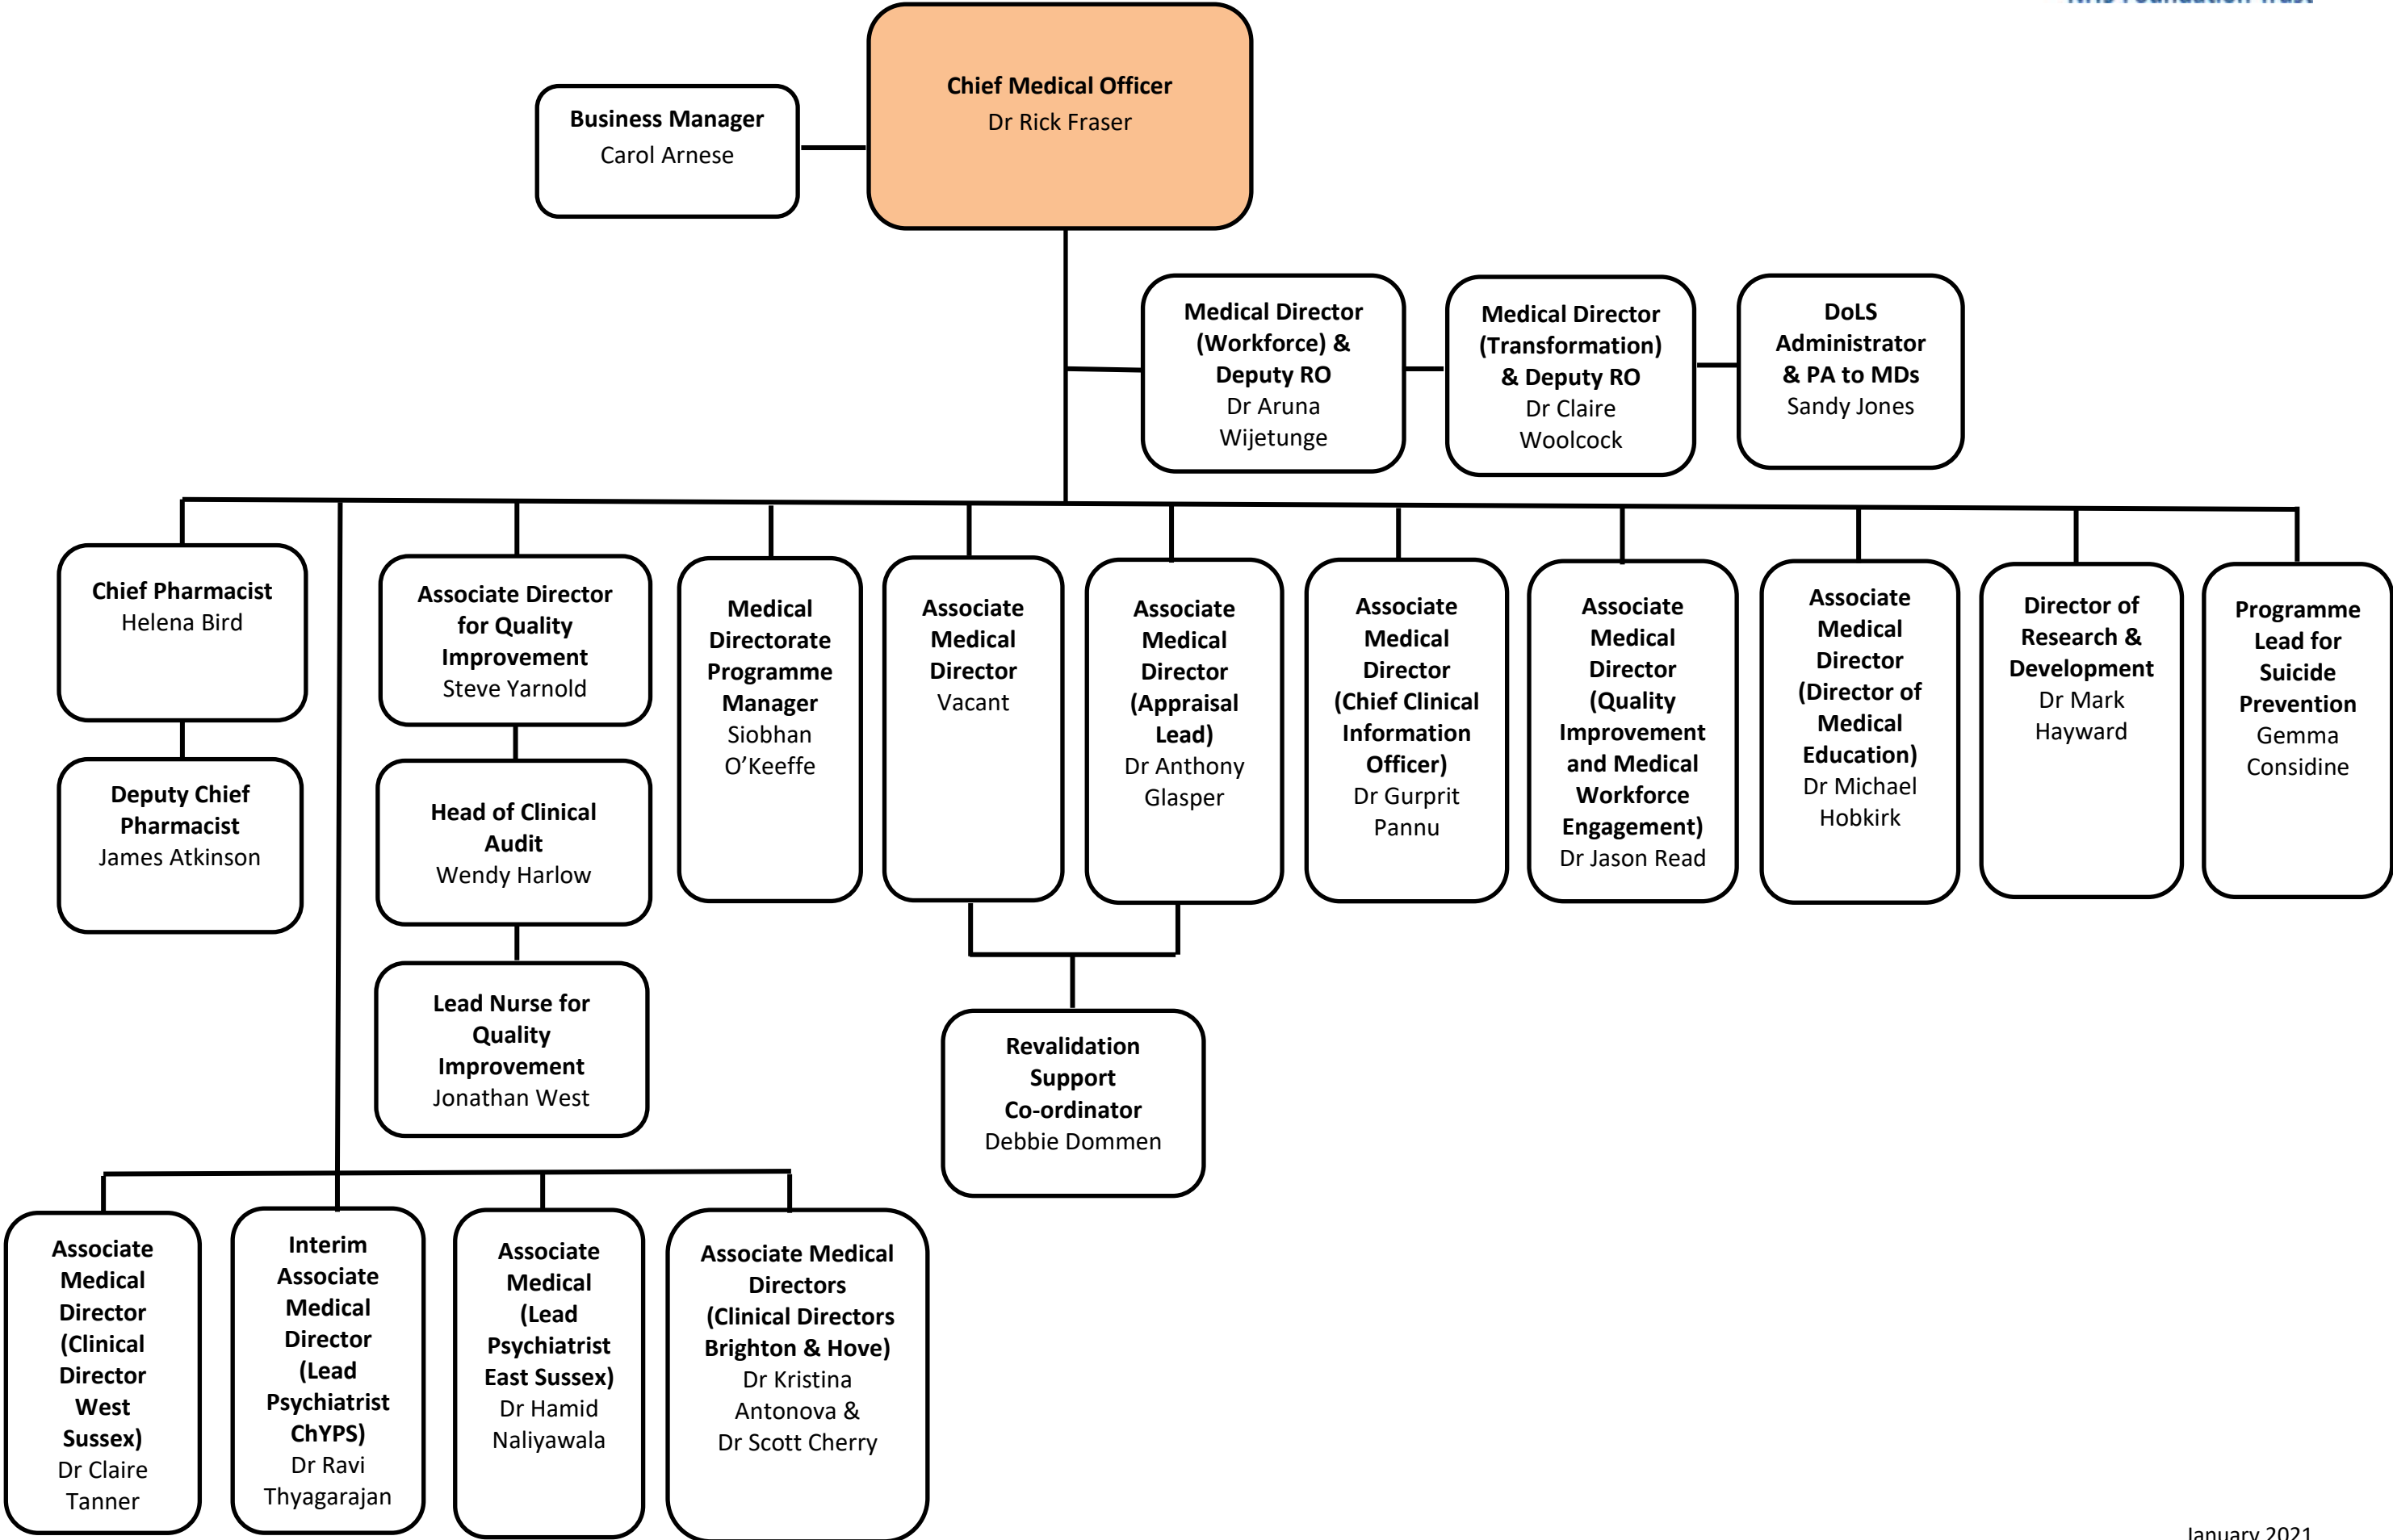 NHS Foundation Trust
Chief Medical Officer
Dr Rick Fraser
Business Manager
Carol Arnese
Medical Director
(Workforce) &
Deputy RO
Dr Aruna
Wijetunge
Medical Director
(Transformation)
& Deputy RO
Dr Claire
Woolcock
DoLS
Administrator
& PA to MDs
Sandy Jones
Chief Pharmacist
Helena Bird
Deputy Chief
Pharmacist
James Atkinson
Associate Director
for Quality
Improvement
Steve Yarnold
Head of Clinical
Audit
Wendy Harlow
Lead Nurse for
Quality
Improvement
Jonathan West
Medical
Directorate
Programme
Manager
Siobhan
O’Keeffe
Associate
Medical
Director
Vacant
Associate
Medical
Director
(Appraisal
Lead)
Dr Anthony
Glasper
Revalidation
Support
Co-ordinator
Debbie Dommen
Associate
Medical
Director
(Chief Clinical
Information
Officer)
Dr Gurprit
Pannu
Associate
Medical
Director
(Quality
Improvement
and Medical
Workforce
Engagement)
Dr Jason Read
Associate
Medical
Director
(Director of
Medical
Education)
Dr Michael
Hobkirk
Director of
Research &
Development
Dr Mark
Hayward
Programme
Lead for
Suicide
Prevention
Gemma
Considine
Associate
Medical
Director
(Clinical
Director
West
Sussex)
Dr Claire
Tanner
Interim
Associate
Medical
Director
(Lead
Psychiatrist
ChYPS)
Dr Ravi
Thyagarajan
Associate
Medical
(Lead
Psychiatrist
East Sussex)
Dr Hamid
Naliyawala
Associate Medical
Directors
(Clinical Directors
Brighton & Hove)
Dr Kristina
Antonova &
Dr Scott Cherry
January 2021